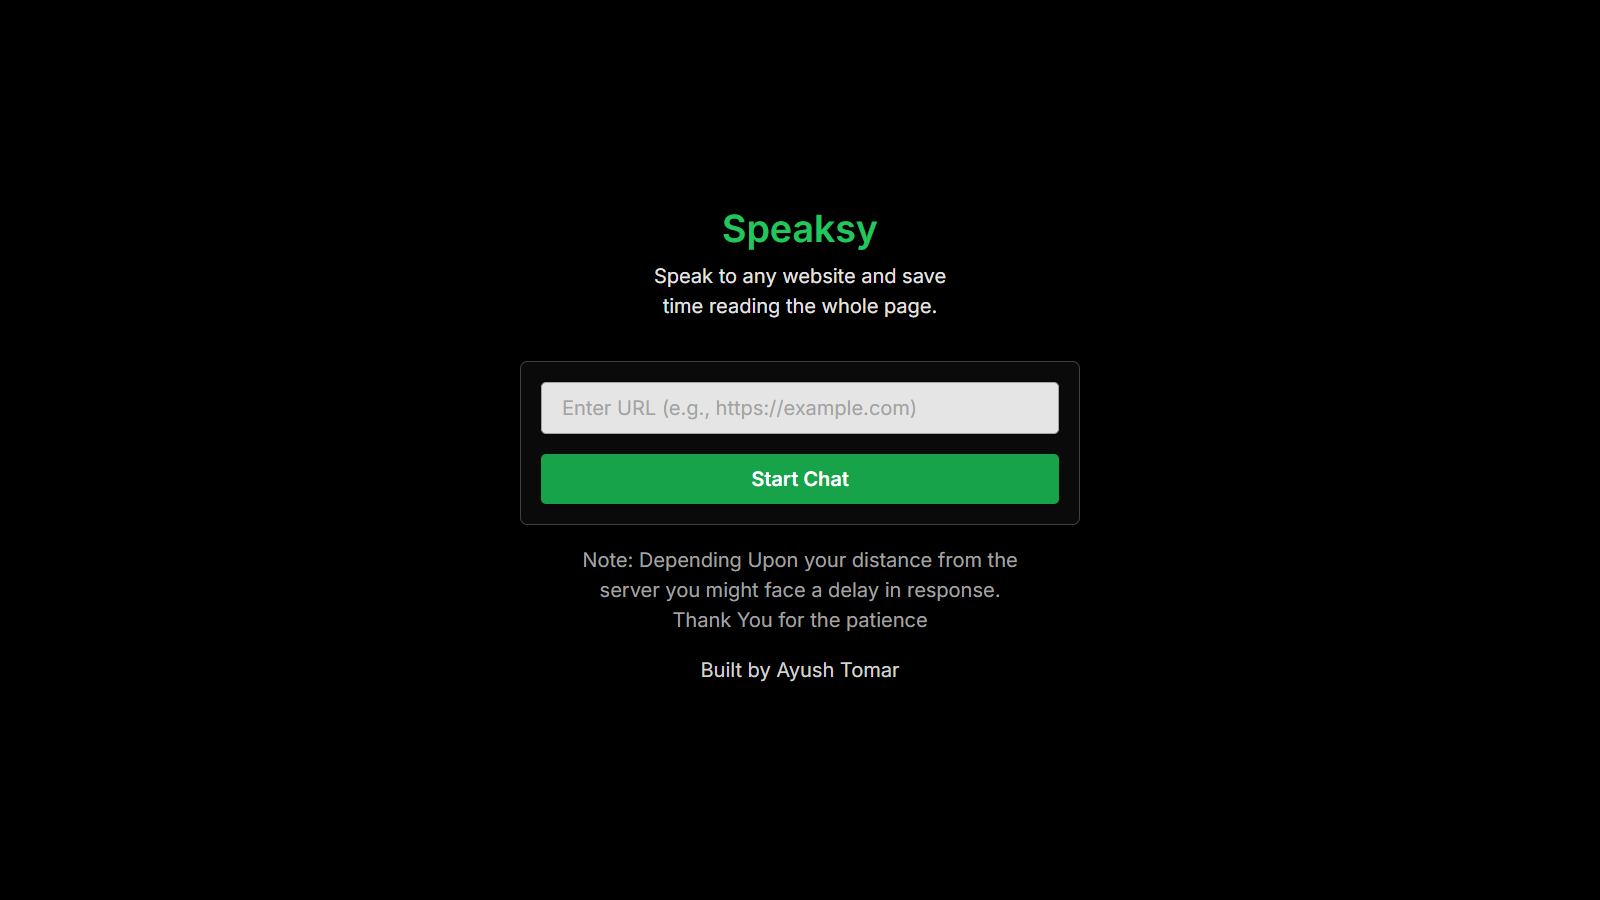 Speaksy
Speak to any website and save
time reading the whole page.
Enter URL (e.g., https://example.com)
Start Chat
Note: Depending Upon your distance from the
server you might face a delay in response.
Thank You for the patience
Built by Ayush Tomar